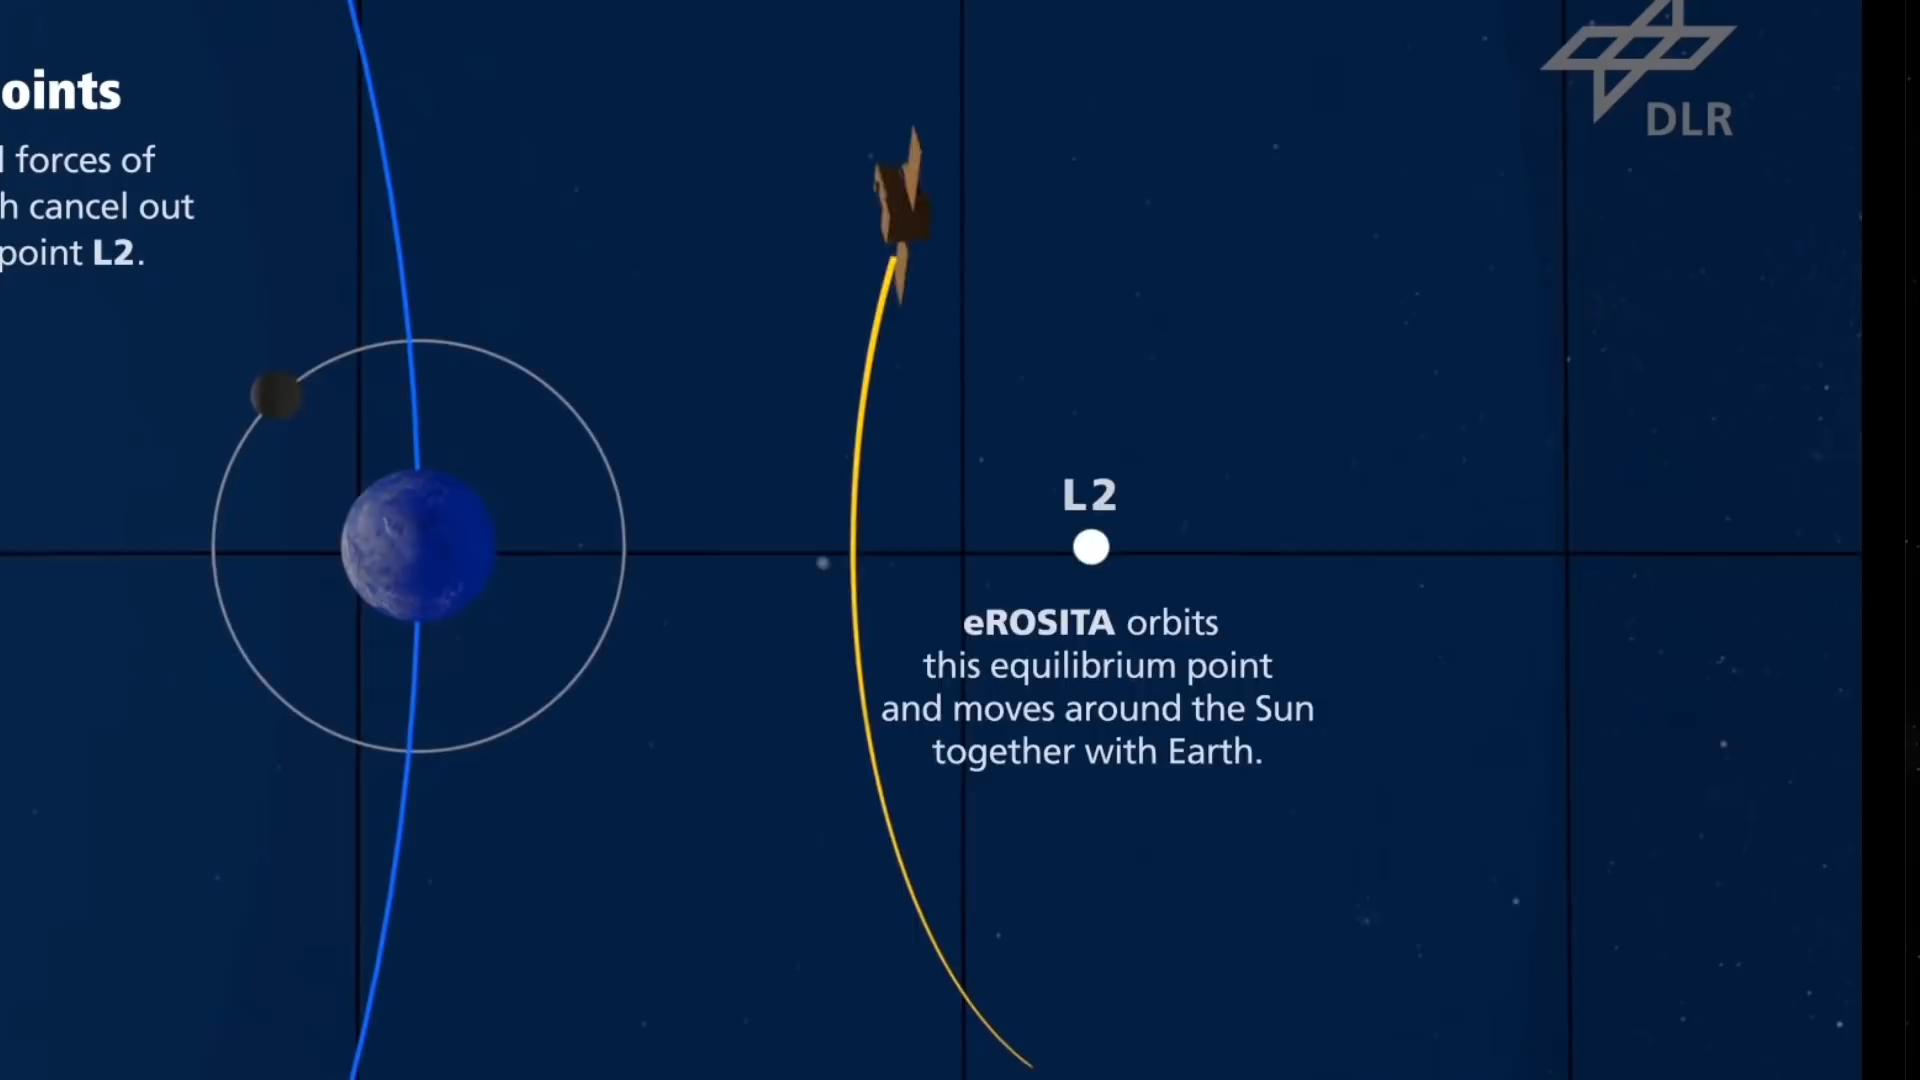 oints
l forces of
h cancel out
point L2.
DLR
L2
eROSITA orbits
this equilibrium point
and moves around the Sun
together with Earth.